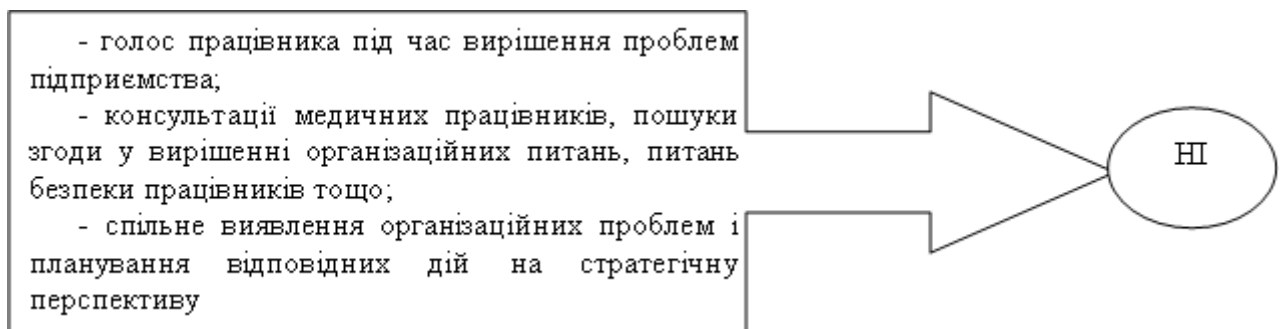 - голос працівника під час вирішення проблем
підприємства;
- консультації медичних працівників, пошуки
згоди у вирішенні організаційних питань, питань
безпеки працівників тощо;
- спільне виявлення організаційних проблем і
планування відповідних дій на стратегічну
перспективу
НІ